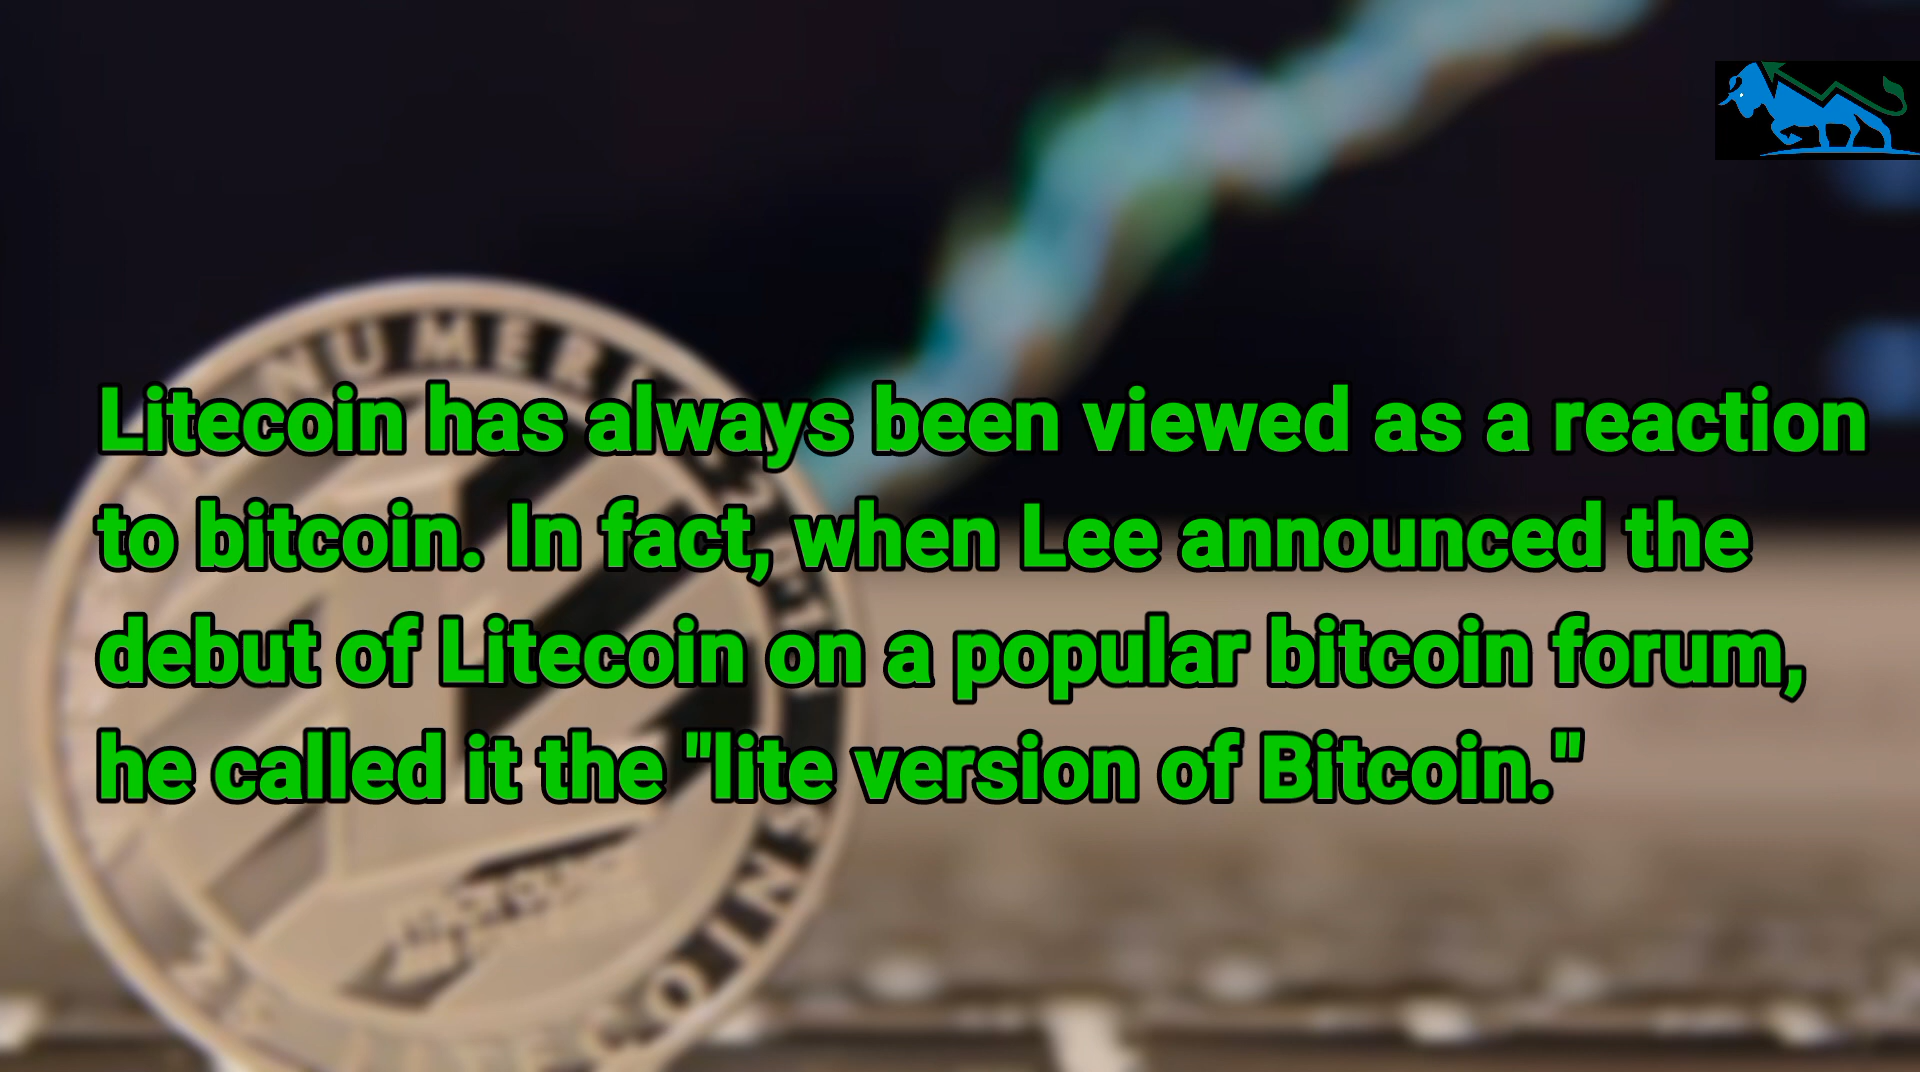 NUMERI
Litecoin has always been viewed as a reaction
to bitcoin. In fact, when Lee announced the
debut of Litecoin on a popular bitcoin forum,
he called it the "lite version of Bitcoin."